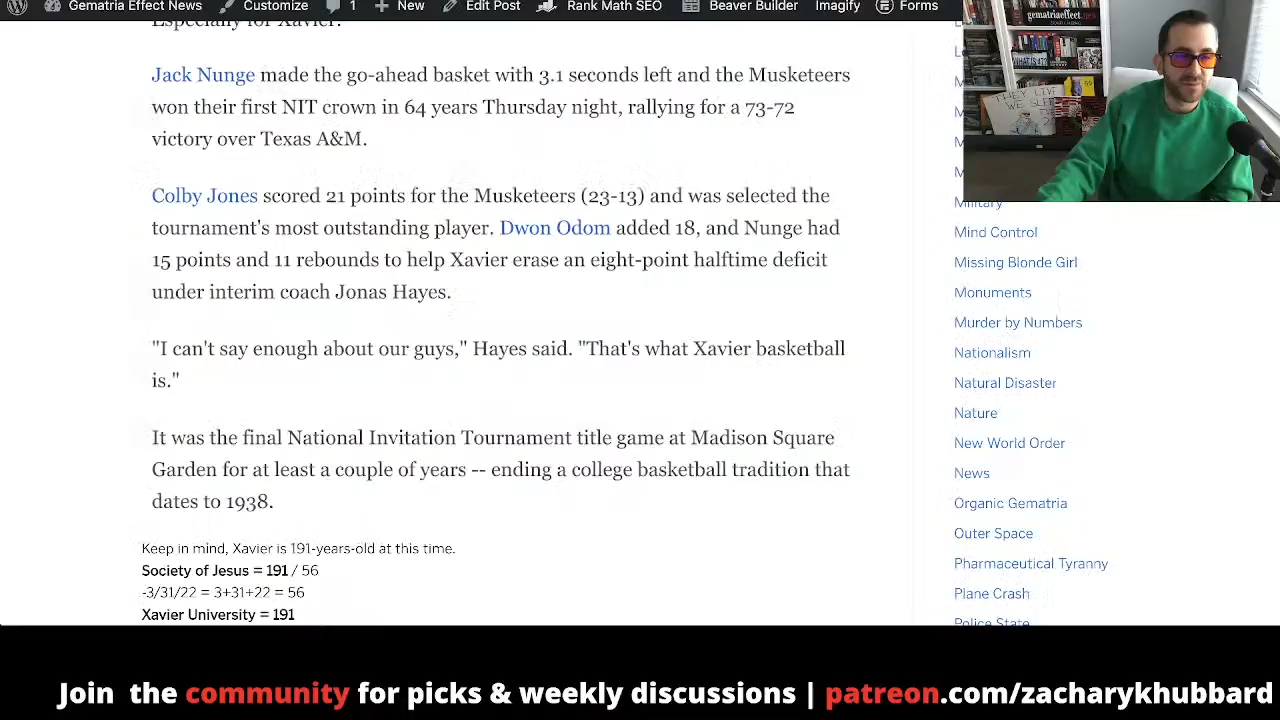 Gematria Effect News Customize 1 New Edit Post Rank Math SEO Beaver Builder Imagify Forms
Especially for Xavier.
Jack Nunge made the go-ahead basket with 3.1 seconds left and the Musketeers
won their first NIT crown in 64 years Thursday night, rallying for a 73-72
victory over Texas A&M.
Colby Jones scored 21 points for the Musketeers (23-13) and was selected the
tournament's most outstanding player. Dwon Odom added 18, and Nunge had
15 points and 11 rebounds to help Xavier erase an eight-point halftime deficit
under interim coach Jonas Hayes.
"I can't say enough about our guys," Hayes said. "That's what Xavier basketball
is."
It was the final National Invitation Tournament title game at Madison Square
Garden for at least a couple of years -- ending a college basketball tradition that
dates to 1938.
Keep in mind, Xavier is 191-years-old at this time.
Society of Jesus = 191 / 56
-3/31/22 = 3+31+22 = 56
Xavier University = 191
gematriaeffect.net
THEY LIVE
WE SLEEP
Military
Mind Control
Missing Blonde Girl
Monuments
Murder by Numbers
Nationalism
Natural Disaster
Nature
New World Order
News
Organic Gematria
Outer Space
Pharmaceutical Tyranny
Plane Crash
Police State
Join the community for picks & weekly discussions | patreon.com/zacharykhubbard